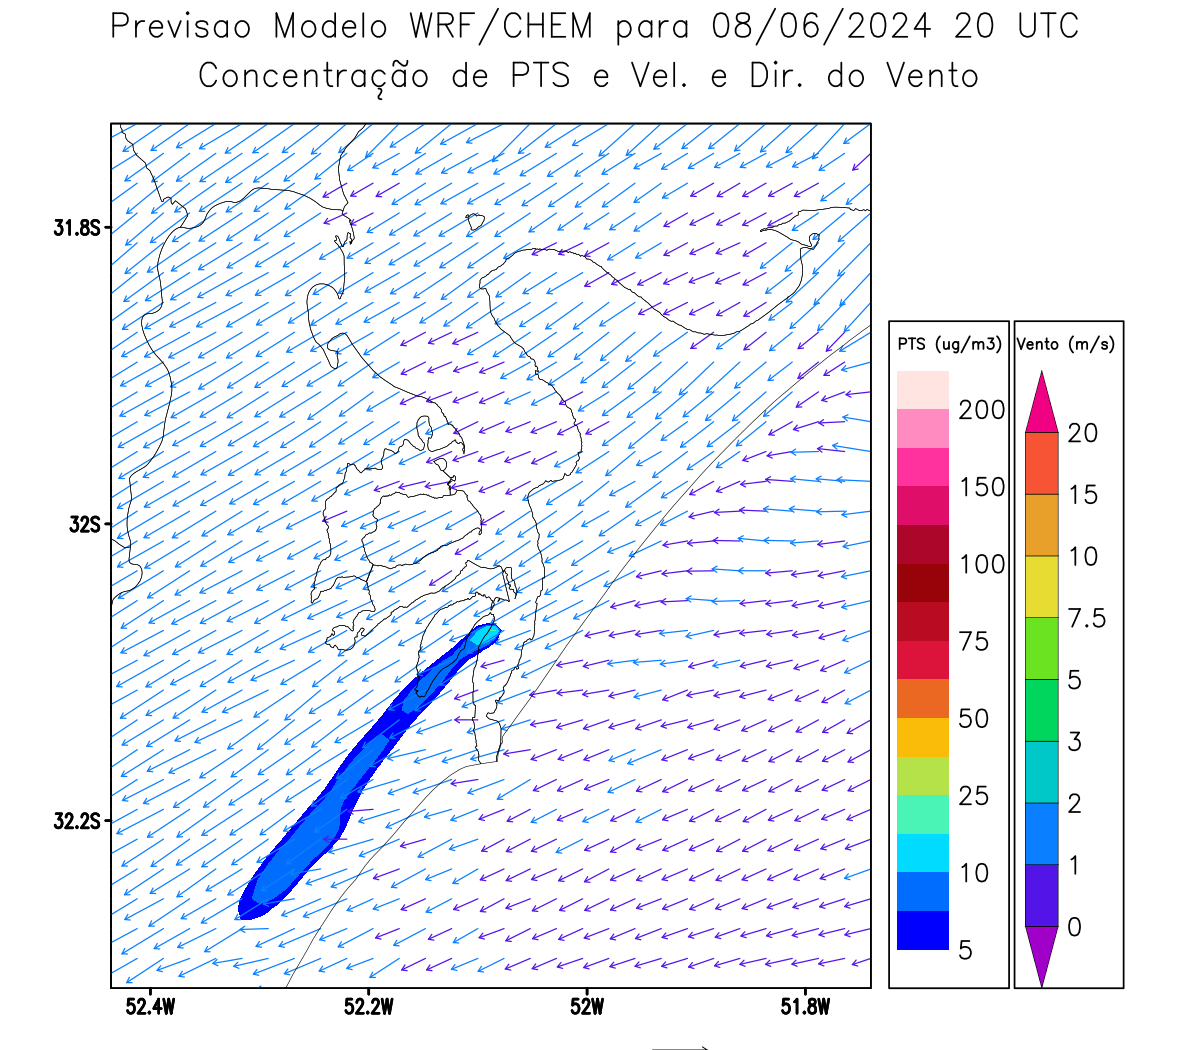 Previsao Modelo WRF/CHEM para 08/06/2024 20 UTC
Concentração de PTS e Vel. e Dir. do Vento
31.8S
32S
32.2S
52.4W
52.2W
52W
51.8W
PTS (ug/m3)
200
150
100
75
50
25
10
5
Vento (m/s)
20
15
10
7.5
5
3
2
1
0